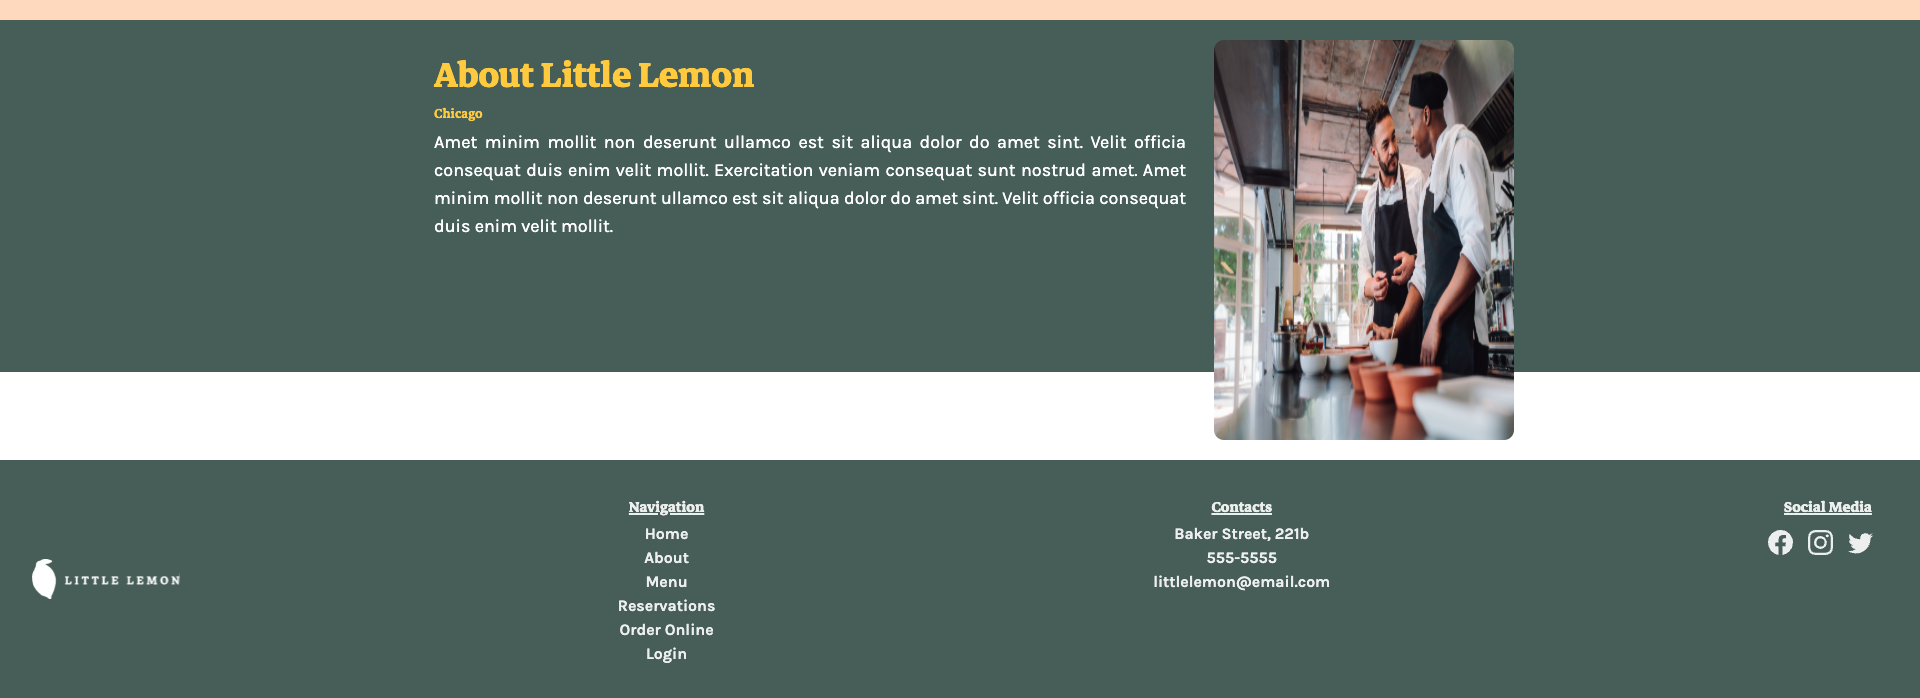 About Little Lemon
Chicago
Amet minim mollit non deserunt ullamco est sit aliqua dolor do amet sint. Velit officia
consequat duis enim velit mollit. Exercitation veniam consequat sunt nostrud amet. Amet
minim mollit non deserunt ullamco est sit aliqua dolor do amet sint. Velit officia consequat
duis enim velit mollit.
LITTLE LEMON
Navigation
Home
About
Menu
Reservations
Order Online
Login
Contacts
Baker Street, 221b
555-5555
littlelemon@email.com
Social Media